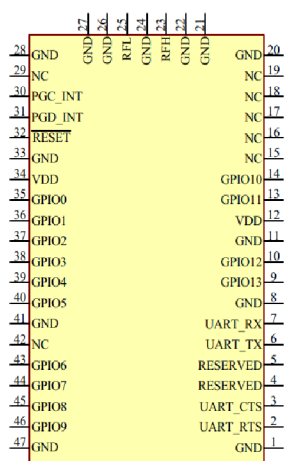 27 26 25 24 23 22 21
GND GND RFL GND RFH GND GND
28 GND GND 20
29 NC NC 19
30 PGC_INT NC 18
31 PGD_INT NC 17
32 RESET NC 16
33 GND NC 15
34 VDD GPIO10 14
35 GPIO0 GPIO11 13
36 GPIO1 VDD 12
37 GPIO2 GND 11
38 GPIO3 GPIO12 10
39 GPIO4 GPIO13 9
40 GPIO5 GND 8
41 GND UART_RX 7
42 NC UART_TX 6
43 GPIO6 RESERVED 5
44 GPIO7 RESERVED 4
45 GPIO8 UART_CTS 3
46 GPIO9 UART_RTS 2
47 GND GND 1